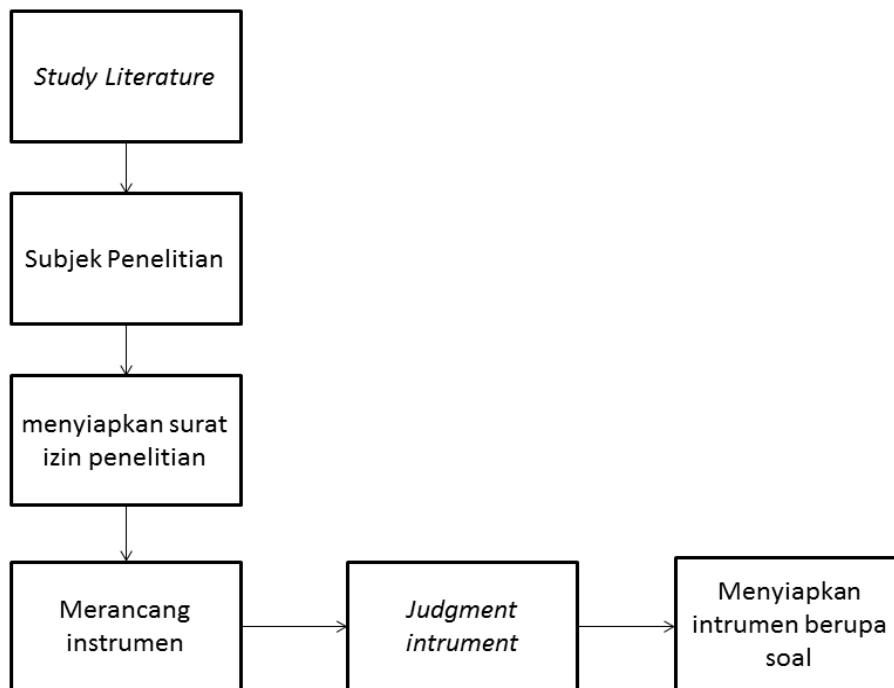 Study Literature
Subjek Penelitian
menyiapkan surat
izin penelitian
Merancang
instrumen
Judgment
intrument
Menyiapkan
intrumen berupa
soal